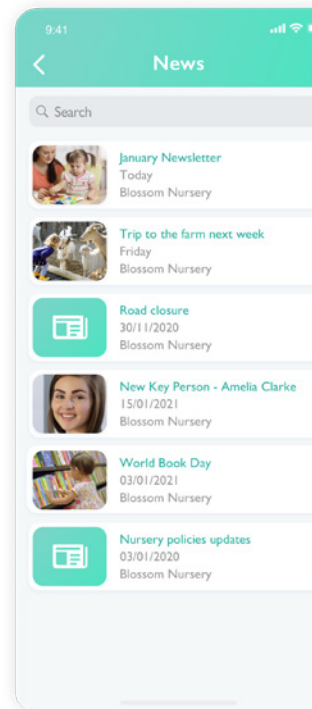 9:41
News
Search
January Newsletter
Today
Blossom Nursery
Trip to the farm next week
Friday
Blossom Nursery
Road closure
30/11/2020
Blossom Nursery
New Key Person - Amelia Clarke
15/01/2021
Blossom Nursery
World Book Day
03/01/2021
Blossom Nursery
Nursery policies updates
03/01/2020
Blossom Nursery